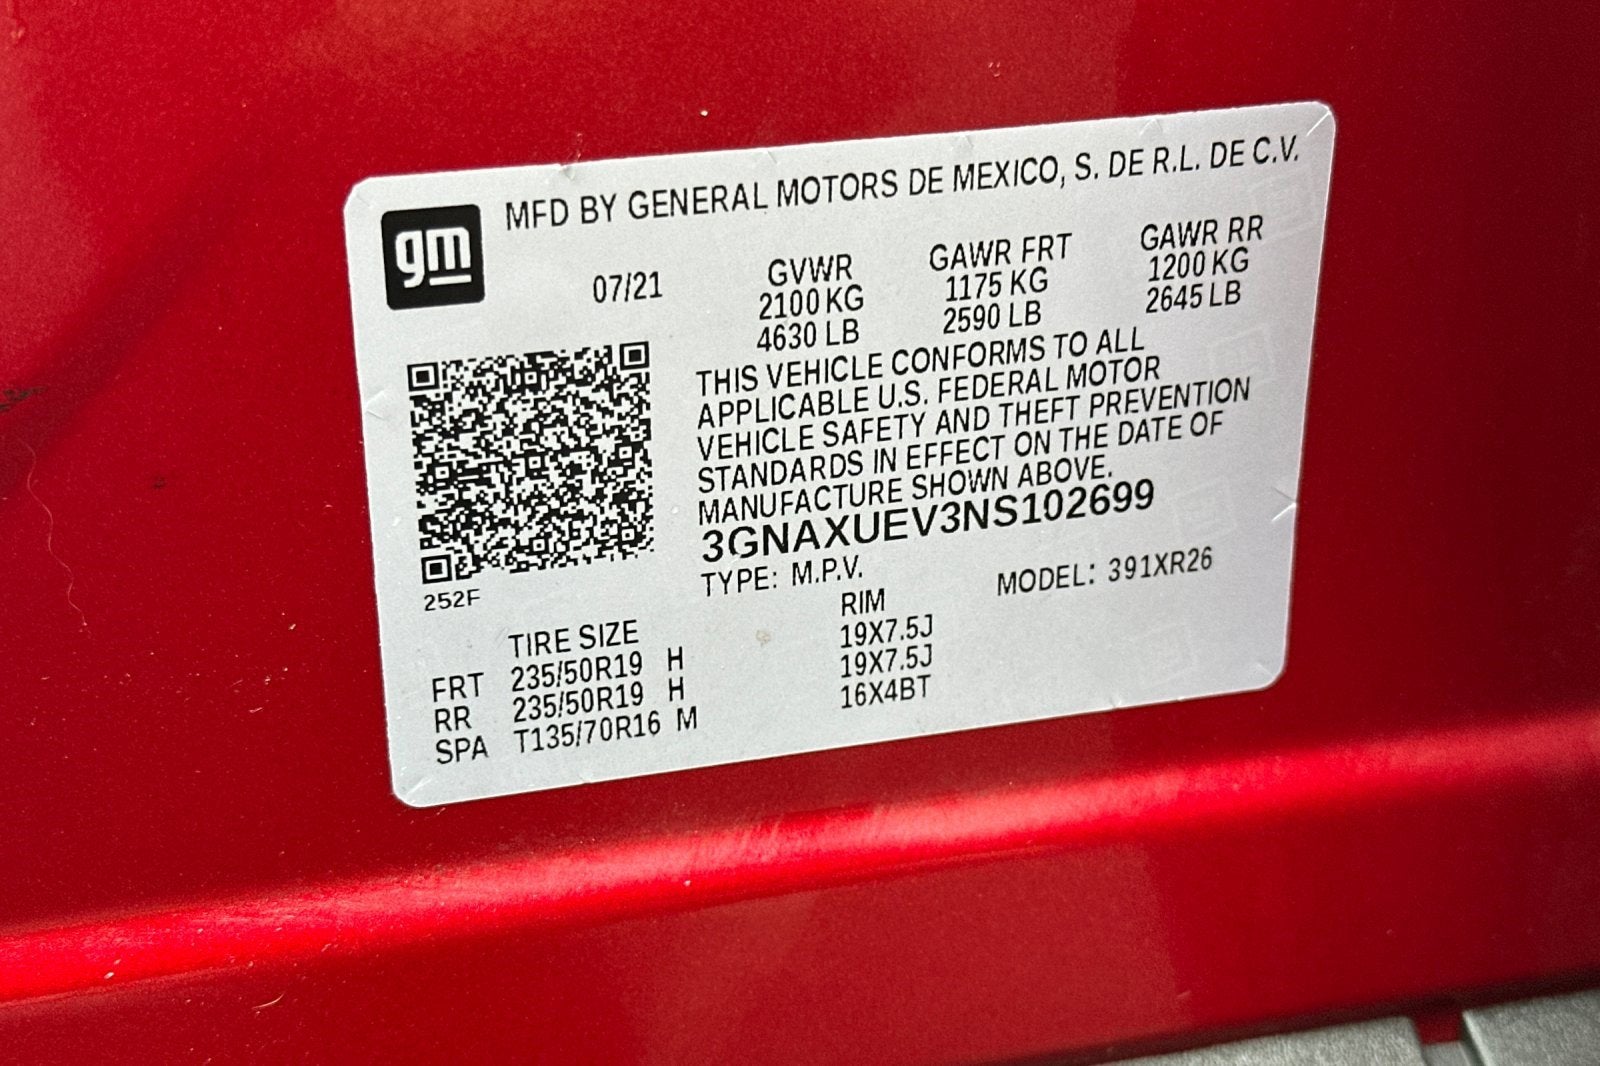 gm
MFD BY GENERAL MOTORS DE MEXICO, S. DE R.L. DE C.V.
07/21
GVWR GAWR FRT GAWR RR
2100 KG 1175 KG 1200 KG
4630 LB 2590 LB 2645 LB
THIS VEHICLE CONFORMS TO ALL
APPLICABLE U.S. FEDERAL MOTOR
VEHICLE SAFETY AND THEFT PREVENTION
STANDARDS IN EFFECT ON THE DATE OF
MANUFACTURE SHOWN ABOVE.
3GNAXUEV3NS102699
TYPE: M.P.V. MODEL: 391XR26
252F
TIRE SIZE RIM
FRT 235/50R19 H 19X7.5J
RR 235/50R19 H 19X7.5J
SPA T135/70R16 M 16X4BT